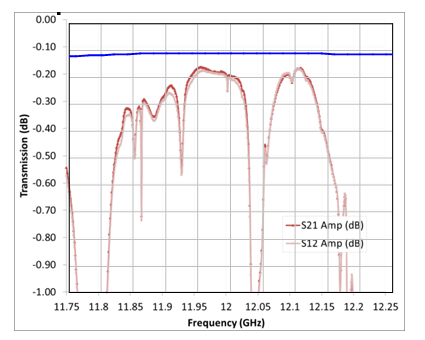 0.00
-0.10
-0.20
-0.30
-0.40
-0.50
-0.60
-0.70
-0.80
-0.90
-1.00
Transmission (dB)
S21 Amp (dB)
S12 Amp (dB)
11.75 11.8 11.85 11.9 11.95 12 12.05 12.1 12.15 12.2 12.25
Frequency (GHz)